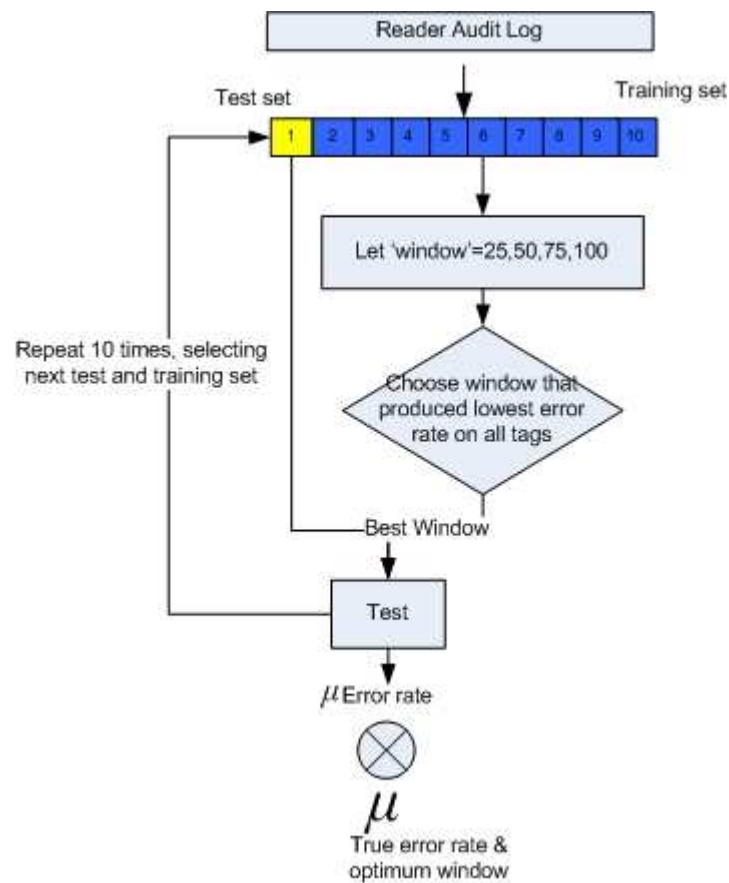 Reader Audit Log
Test set
Training set
1 2 3 4 5 6 7 8 9 10
Let ‘window’=25,50,75,100
Repeat 10 times, selecting
next test and training set
Choose window that
produced lowest error
rate on all tags
Best Window
Test
μ Error rate
μ
True error rate &
optimum window